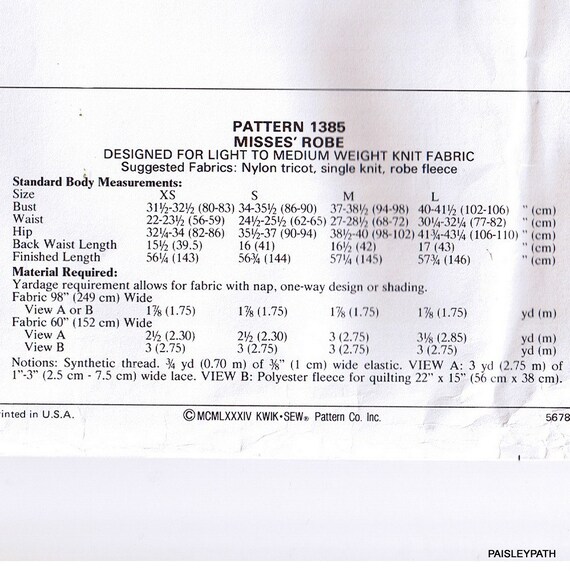 PATTERN 1385
MISSES' ROBE
DESIGNED FOR LIGHT TO MEDIUM WEIGHT KNIT FABRIC
Suggested Fabrics: Nylon tricot, single knit, robe fleece
Standard Body Measurements:
Size XS S M L
Bust 31½-32½ (80-83) 34-35½ (86-90) 37-38½ (94-98) 40-41½ (102-106) " (cm)
Waist 22-23½ (56-59) 24½-25½ (62-65) 27-28½ (68-72) 30¼-32¼ (77-82) " (cm)
Hip 32¼-34 (82-86) 35½-37 (90-94) 38½-40 (98-102) 41¾-43¼ (106-110) " (cm)
Back Waist Length 15½ (39.5) 16 (41) 16½ (42) 17 (43) " (cm)
Finished Length 56¼ (143) 56¾ (144) 57¼ (145) 57¾ (146) " (cm)
Material Required:
Yardage requirement allows for fabric with nap, one-way design or shading.
Fabric 98" (249 cm) Wide
View A or B 1⅞ (1.75) 1⅞ (1.75) 1⅞ (1.75) 1⅞ (1.75) yd (m)
Fabric 60" (152 cm) Wide
View A 2½ (2.30) 2½ (2.30) 3 (2.75) 3⅛ (2.85) yd (m)
View B 3 (2.75) 3 (2.75) 3 (2.75) 3 (2.75) yd (m)
Notions: Synthetic thread. ¾ yd (0.70 m) of ⅜" (1 cm) wide elastic. VIEW A: 3 yd (2.75 m) of
1"-3" (2.5 cm - 7.5 cm) wide lace. VIEW B: Polyester fleece for quilting 22" x 15" (56 cm x 38 cm).
rinted in U.S.A. © MCMLXXXIV KWIK•SEW® Pattern Co. Inc. 5678
PAISLEYPATH